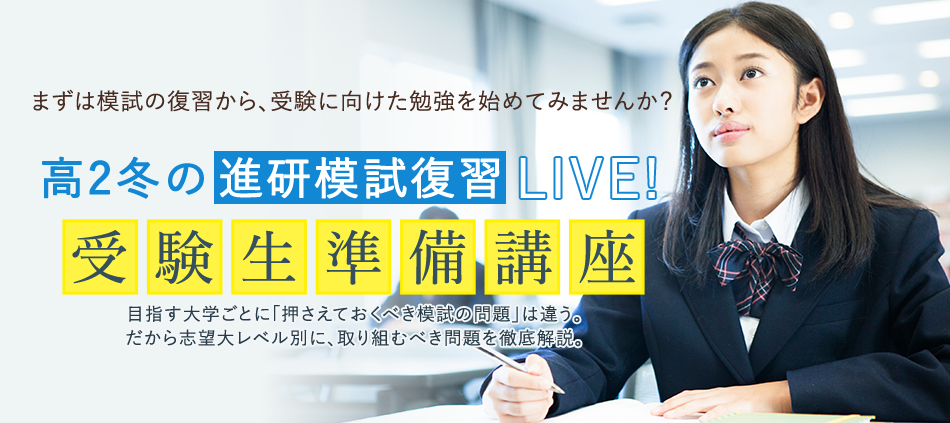 まずは模試の復習から、受験に向けた勉強を始めてみませんか？
高2冬の進研模試復習LIVE!
受験生準備講座
目指す大学ごとに「押さえておくべき模試の問題」は違う。
だから志望大レベル別に、取り組むべき問題を徹底解説。